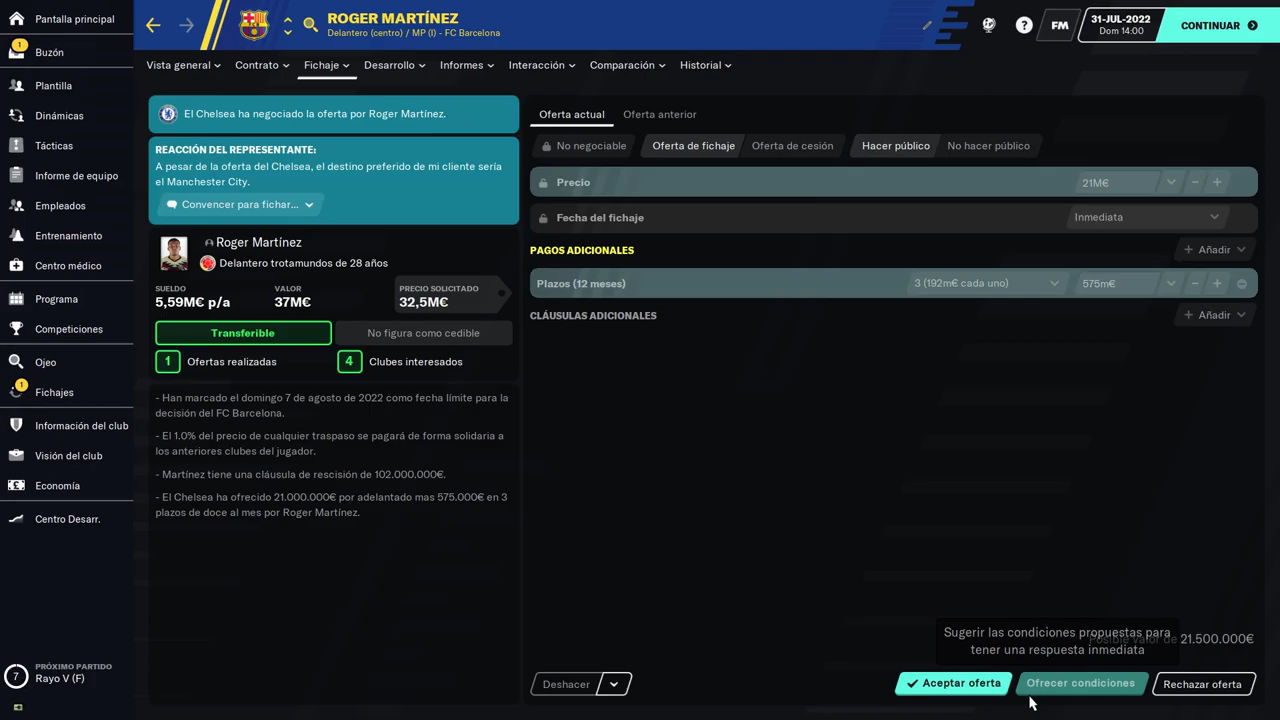 Pantalla principal
1
Buzón
Plantilla
Dinámicas
Tácticas
Informe de equipo
Empleados
Entrenamiento
Centro médico
Programa
Competiciones
Ojeo
1
Fichajes
Información del club
Visión del club
Economía
Centro Desarr.
PRÓXIMO PARTIDO
7
Rayo V (F)
ROGER MARTÍNEZ
Delantero (centro) / MP (I) - FC Barcelona
?
FM
31-JUL-2022
Dom 14:00
CONTINUAR
Vista general
Contrato
Fichaje
Desarrollo
Informes
Interacción
Comparación
Historial
El Chelsea ha negociado la oferta por Roger Martínez.
REACCIÓN DEL REPRESENTANTE:
A pesar de la oferta del Chelsea, el destino preferido de mi cliente sería
el Manchester City.
Convencer para fichar...
Roger Martínez
Delantero trotamundos de 28 años
SUELDO VALOR PRECIO SOLICITADO
5,59M€ p/a 37M€ 32,5M€
Transferible No figura como cedible
1 Ofertas realizadas 4 Clubes interesados
- Han marcado el domingo 7 de agosto de 2022 como fecha límite para la
decisión del FC Barcelona.
- El 1.0% del precio de cualquier traspaso se pagará de forma solidaria a
los anteriores clubes del jugador.
- Martínez tiene una cláusula de rescisión de 102.000.000€.
- El Chelsea ha ofrecido 21.000.000€ por adelantado mas 575.000€ en 3
plazos de doce al mes por Roger Martínez.
Oferta actual Oferta anterior
No negociable Oferta de fichaje Oferta de cesión Hacer público No hacer público
Precio 21M€ - +
Fecha del fichaje Inmediata
PAGOS ADICIONALES + Añadir
Plazos (12 meses) 3 (192m€ cada uno) 575m€ - +
CLÁUSULAS ADICIONALES + Añadir
Sugerir las condiciones propuestas para
tener una respuesta inmediata
Posible valor de 21.500.000€
Deshacer Aceptar oferta Ofrecer condiciones Rechazar oferta